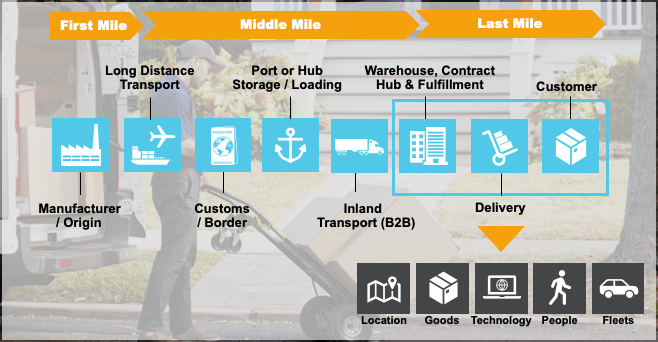 First Mile
Middle Mile
Last Mile
Long Distance
Transport
Port or Hub
Storage / Loading
Warehouse, Contract
Hub & Fulfillment
Customer
PASSPORT
Manufacturer
/ Origin
Customs
/ Border
Inland
Transport (B2B)
Delivery
Location
Goods
Technology
People
Fleets